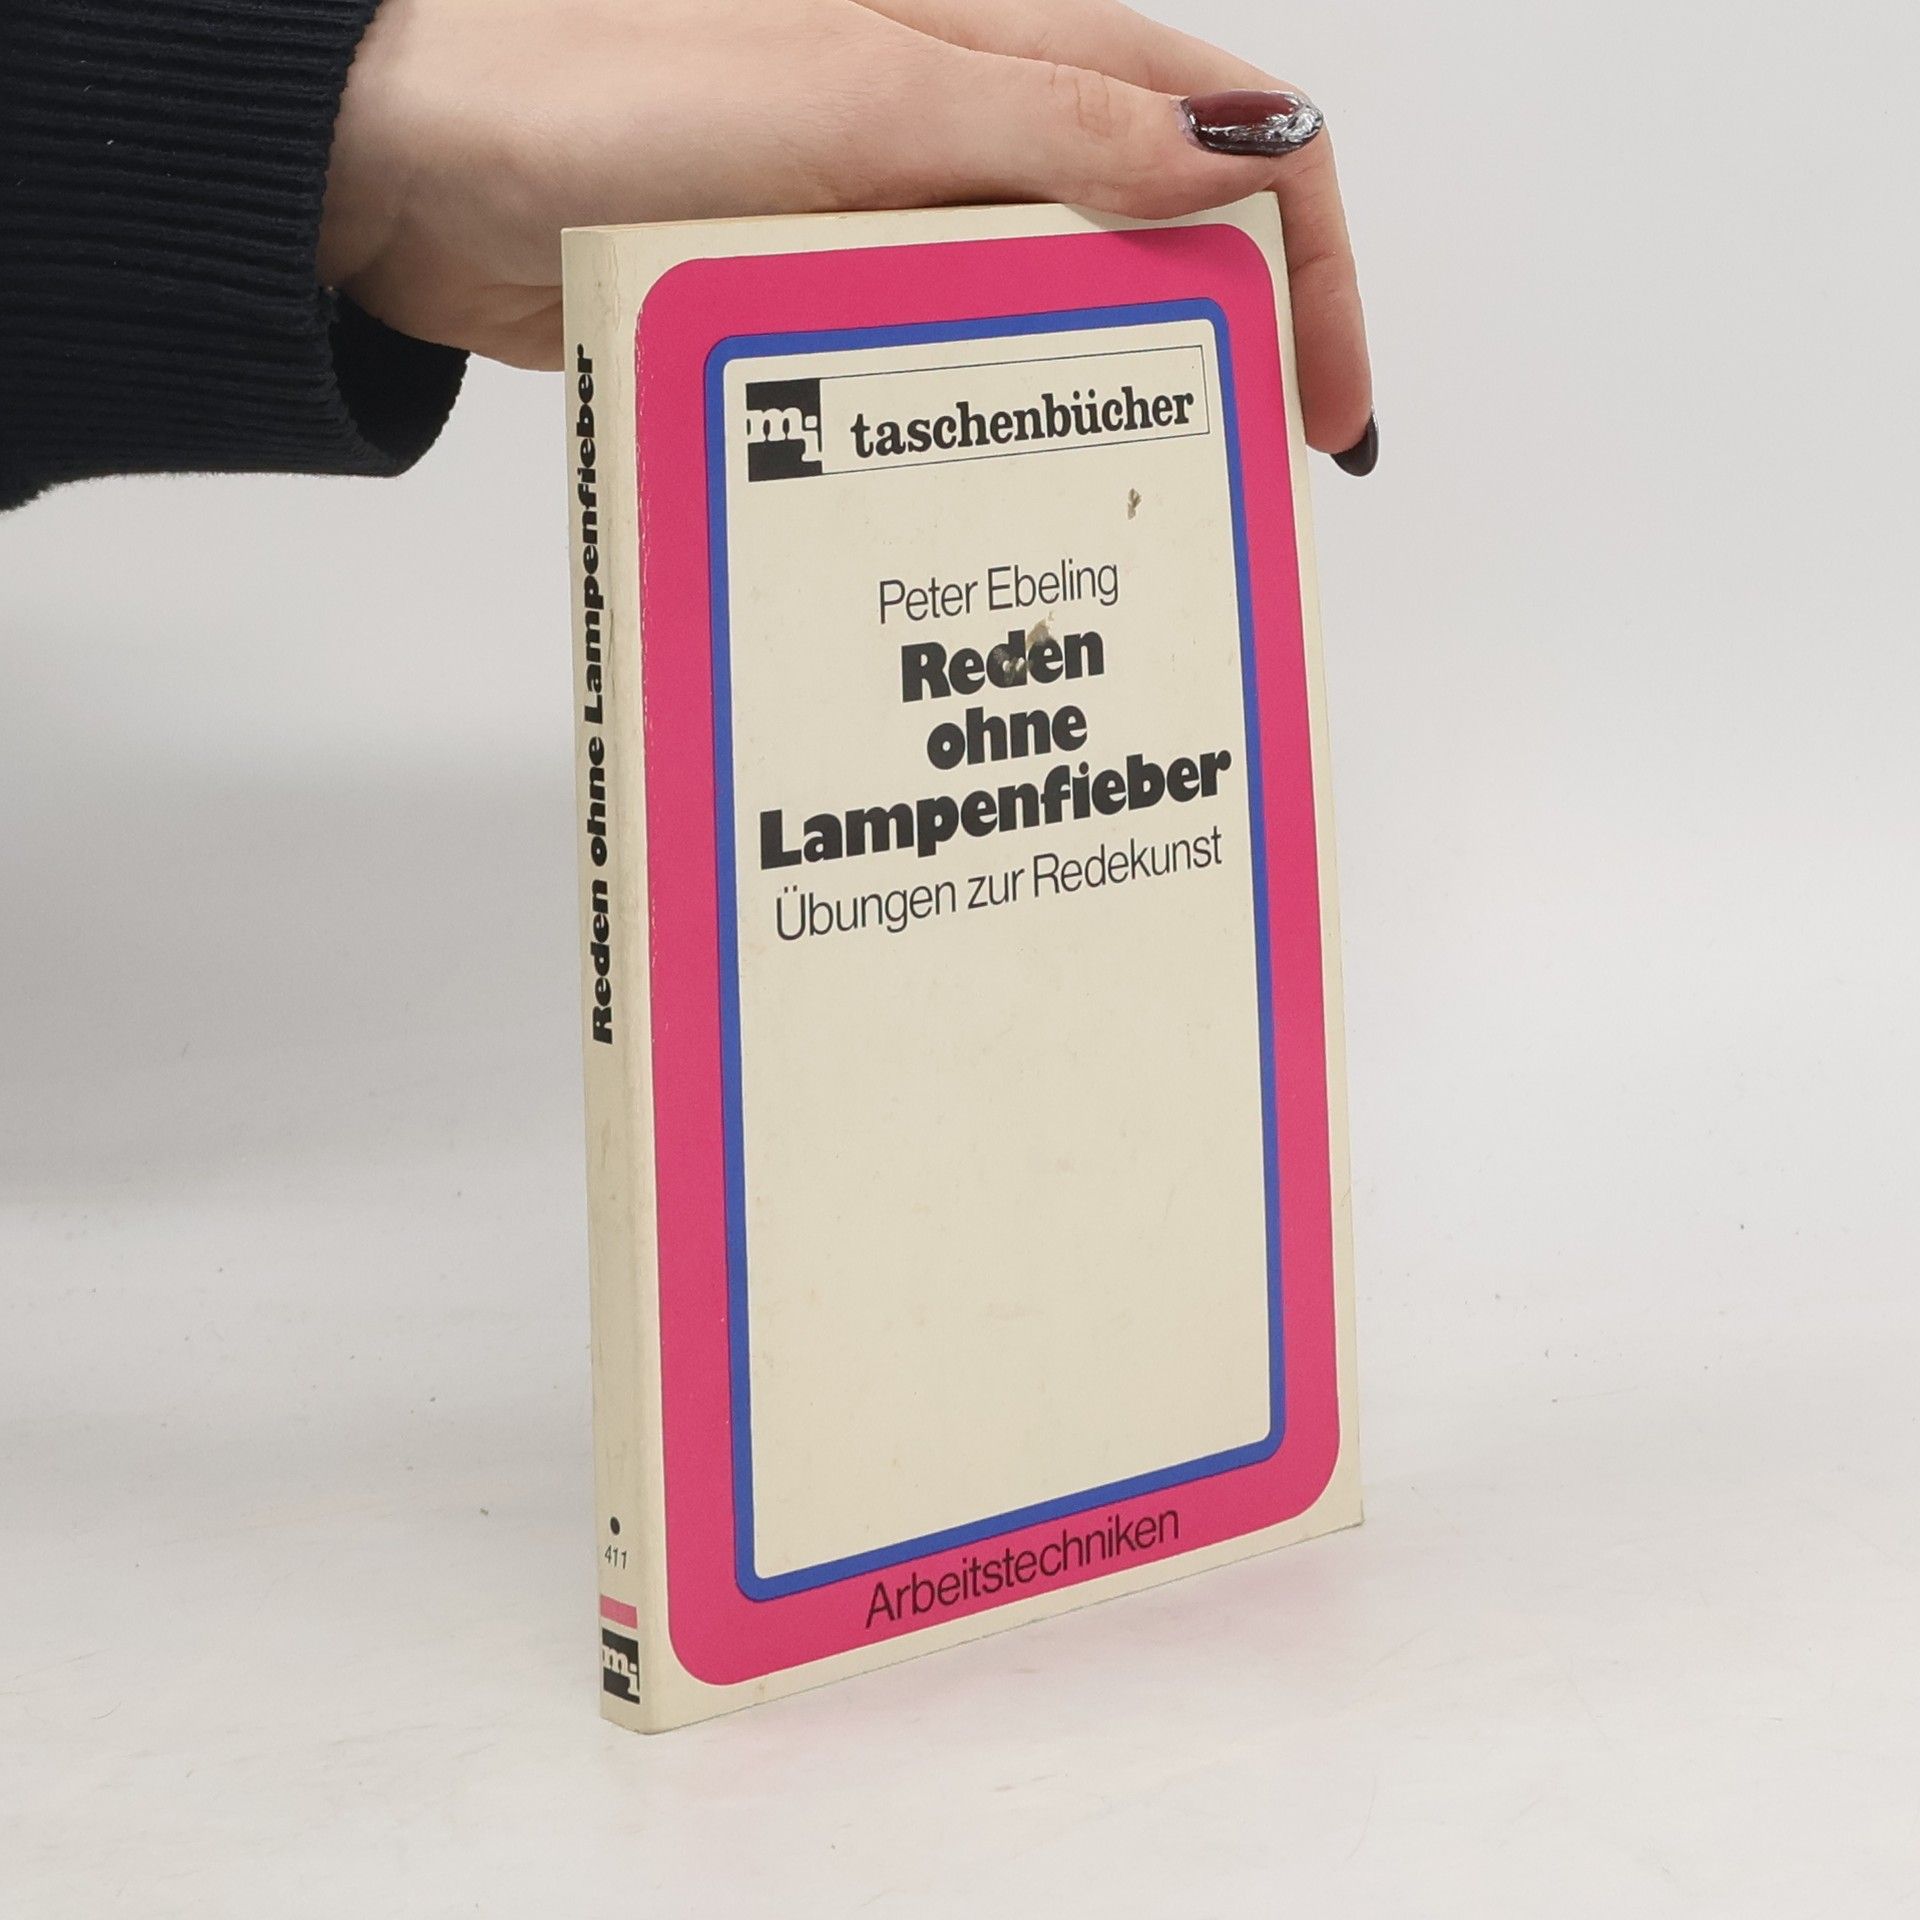 mi taschenbücher
Peter Ebeling
Reden
ohne
Lampenfieber
Übungen zur Redekunst
Arbeitstechniken
Reden ohne Lampenfieber
411
mi